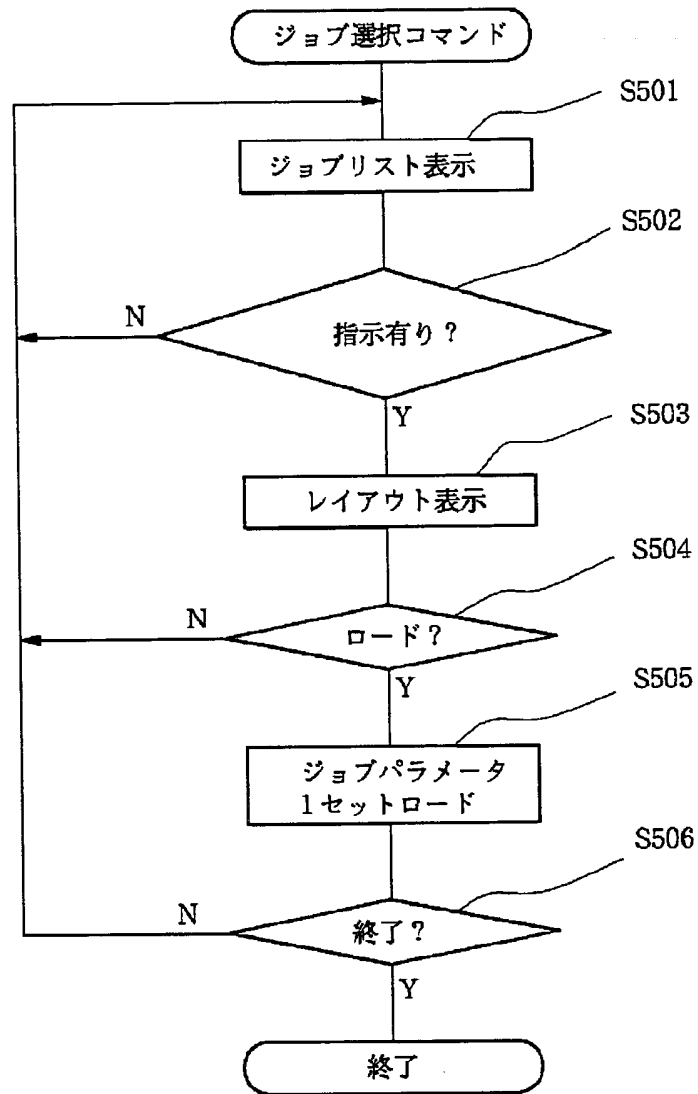 ジョブ選択コマンド
S501
ジョブリスト表示
S502
N
指示有り？
Y
S503
レイアウト表示
S504
N
ロード？
Y
S505
ジョブパラメータ
1セットロード
S506
N
終了？
Y
終了